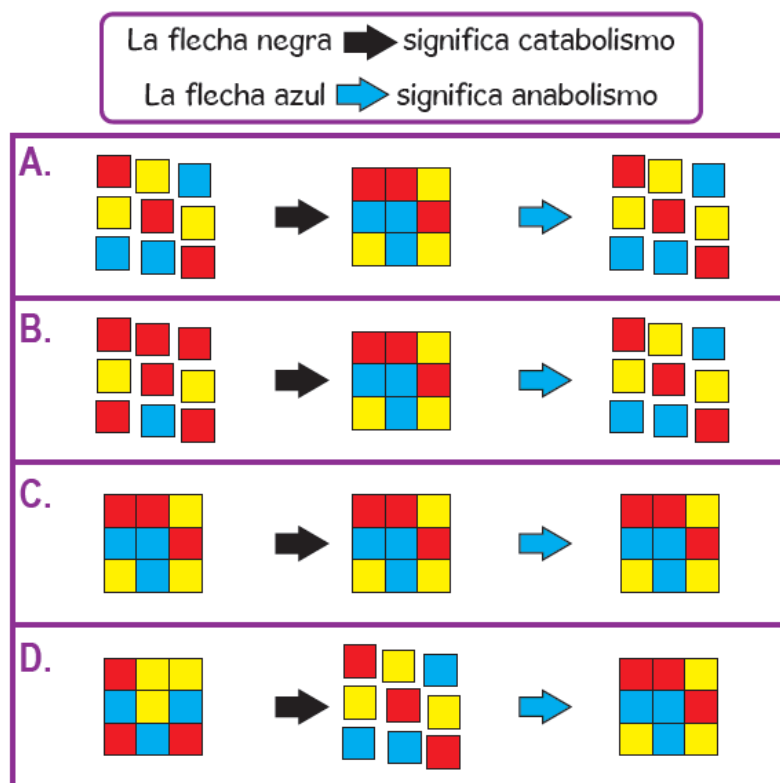 La flecha negra significa catabolismo
La flecha azul significa anabolismo
A.
B.
C.
D.